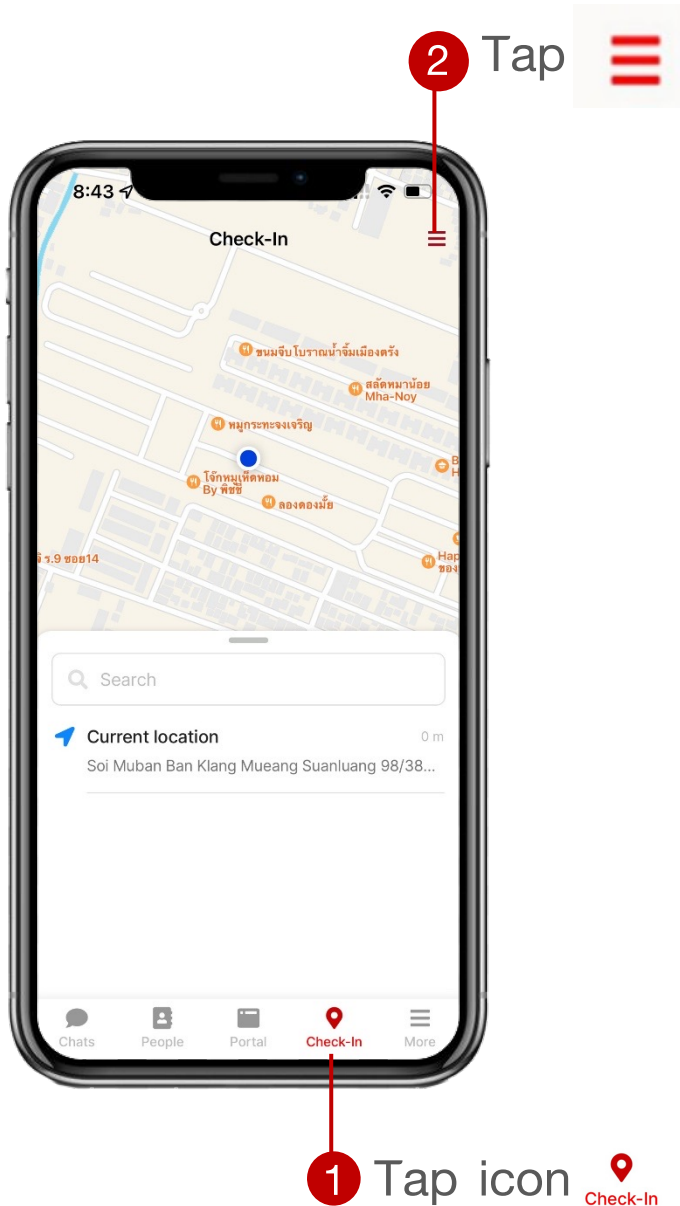 2 Tap
8:43
Check-In
ขนมจีบโบราณน้ำจิ้มเมืองตรัง
สลัดหมาน้อย
Mha-Noy
หมูกระทะจงเจริญ
B
H
โจ๊กหมูเห็ดหอม
By พิชชี่
ลองดองมั้ย
ร.9 ซอย14
Hap
ของ
Search
Current location 0 m
Soi Muban Ban Klang Mueang Suanluang 98/38...
Chats People Portal Check-In More
1 Tap icon Check-In